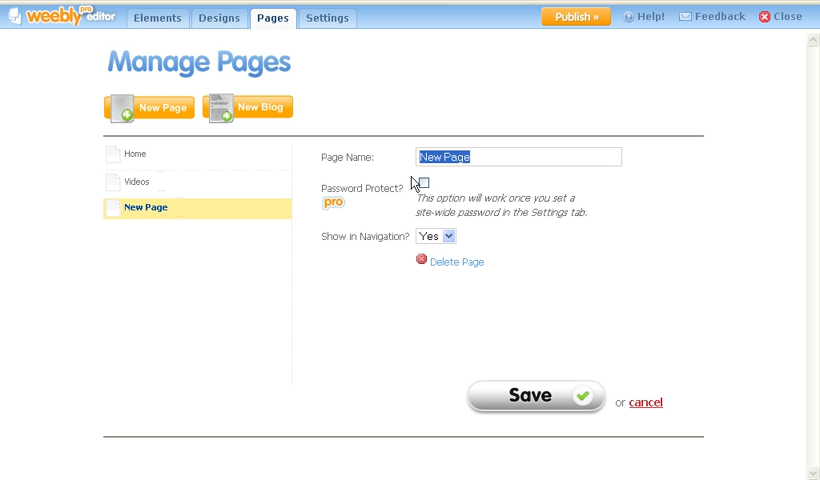 weebly pro editor Elements Designs Pages Settings Publish » Help! Feedback Close
Manage Pages
New Page New Blog
Home
Videos
New Page
Page Name: New Page
Password Protect?
pro
This option will work once you set a
site-wide password in the Settings tab.
Show in Navigation? Yes
Delete Page
Save or cancel